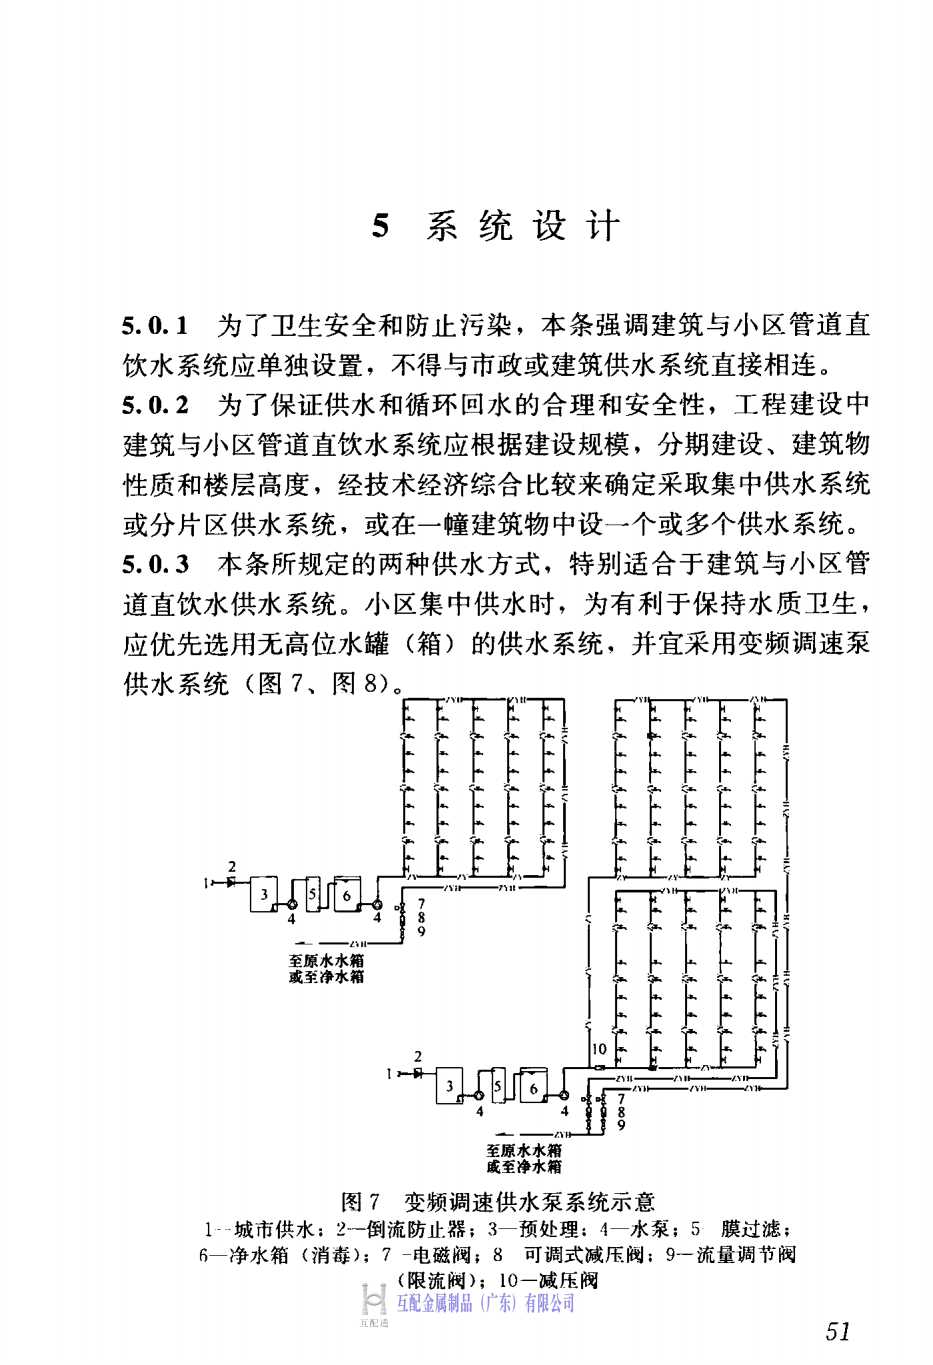 5 系统设计
5.0.1 为了卫生安全和防止污染，本条强调建筑与小区管道直
饮水系统应单独设置，不得与市政或建筑供水系统直接相连。
5.0.2 为了保证供水和循环回水的合理和安全性，工程建设中
建筑与小区管道直饮水系统应根据建设规模，分期建设、建筑物
性质和楼层高度，经技术经济综合比较来确定采取集中供水系统
或分片区供水系统，或在一幢建筑物中设一个或多个供水系统。
5.0.3 本条所规定的两种供水方式，特别适合于建筑与小区管
道直饮水供水系统。小区集中供水时，为有利于保持水质卫生，
应优先选用无高位水罐（箱）的供水系统，并宜采用变频调速泵
供水系统（图7、图8）。
2
1 3 5 6 7
4 4 8
9
至原水水箱
或至净水箱
10
2
1 3 5 6 7
4 4 8
9
至原水水箱
或至净水箱
图7 变频调速供水泵系统示意
1--城市供水；2—倒流防止器；3—预处理；4—水泵；5 膜过滤；
6—净水箱（消毒）；7 -电磁阀；8 可调式减压阀；9—流量调节阀
（限流阀）；10—减压阀
互配金属制品（广东）有限公司
互配通
51